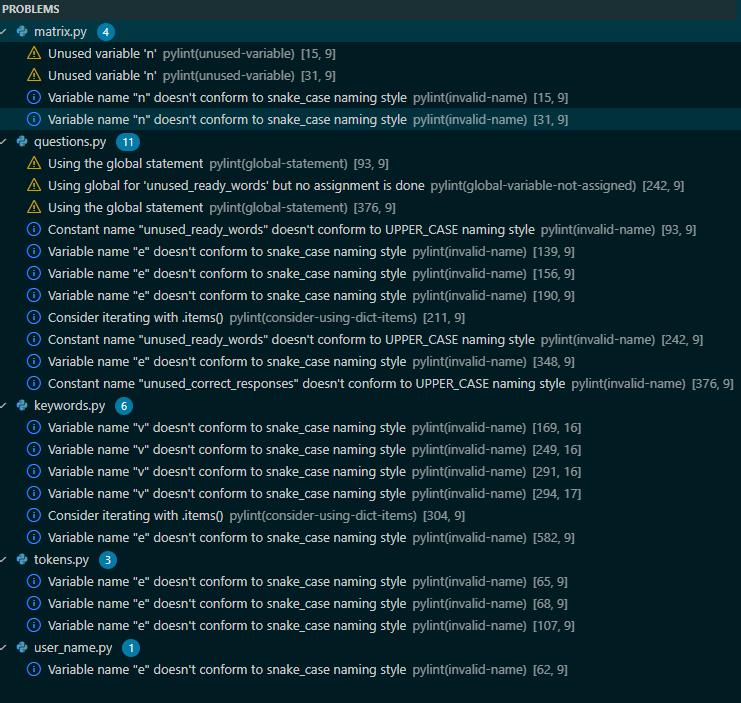 PROBLEMS
matrix.py 4
Unused variable 'n' pylint(unused-variable) [15, 9]
Unused variable 'n' pylint(unused-variable) [31, 9]
Variable name "n" doesn't conform to snake_case naming style pylint(invalid-name) [15, 9]
Variable name "n" doesn't conform to snake_case naming style pylint(invalid-name) [31, 9]
questions.py 11
Using the global statement pylint(global-statement) [93, 9]
Using global for 'unused_ready_words' but no assignment is done pylint(global-variable-not-assigned) [242, 9]
Using the global statement pylint(global-statement) [376, 9]
Constant name "unused_ready_words" doesn't conform to UPPER_CASE naming style pylint(invalid-name) [93, 9]
Variable name "e" doesn't conform to snake_case naming style pylint(invalid-name) [139, 9]
Variable name "e" doesn't conform to snake_case naming style pylint(invalid-name) [156, 9]
Variable name "e" doesn't conform to snake_case naming style pylint(invalid-name) [190, 9]
Consider iterating with .items() pylint(consider-using-dict-items) [211, 9]
Constant name "unused_ready_words" doesn't conform to UPPER_CASE naming style pylint(invalid-name) [242, 9]
Variable name "e" doesn't conform to snake_case naming style pylint(invalid-name) [348, 9]
Constant name "unused_correct_responses" doesn't conform to UPPER_CASE naming style pylint(invalid-name) [376, 9]
keywords.py 6
Variable name "v" doesn't conform to snake_case naming style pylint(invalid-name) [169, 16]
Variable name "v" doesn't conform to snake_case naming style pylint(invalid-name) [249, 16]
Variable name "v" doesn't conform to snake_case naming style pylint(invalid-name) [291, 16]
Variable name "v" doesn't conform to snake_case naming style pylint(invalid-name) [294, 17]
Consider iterating with .items() pylint(consider-using-dict-items) [304, 9]
Variable name "e" doesn't conform to snake_case naming style pylint(invalid-name) [582, 9]
tokens.py 3
Variable name "e" doesn't conform to snake_case naming style pylint(invalid-name) [65, 9]
Variable name "e" doesn't conform to snake_case naming style pylint(invalid-name) [68, 9]
Variable name "e" doesn't conform to snake_case naming style pylint(invalid-name) [107, 9]
user_name.py 1
Variable name "e" doesn't conform to snake_case naming style pylint(invalid-name) [62, 9]